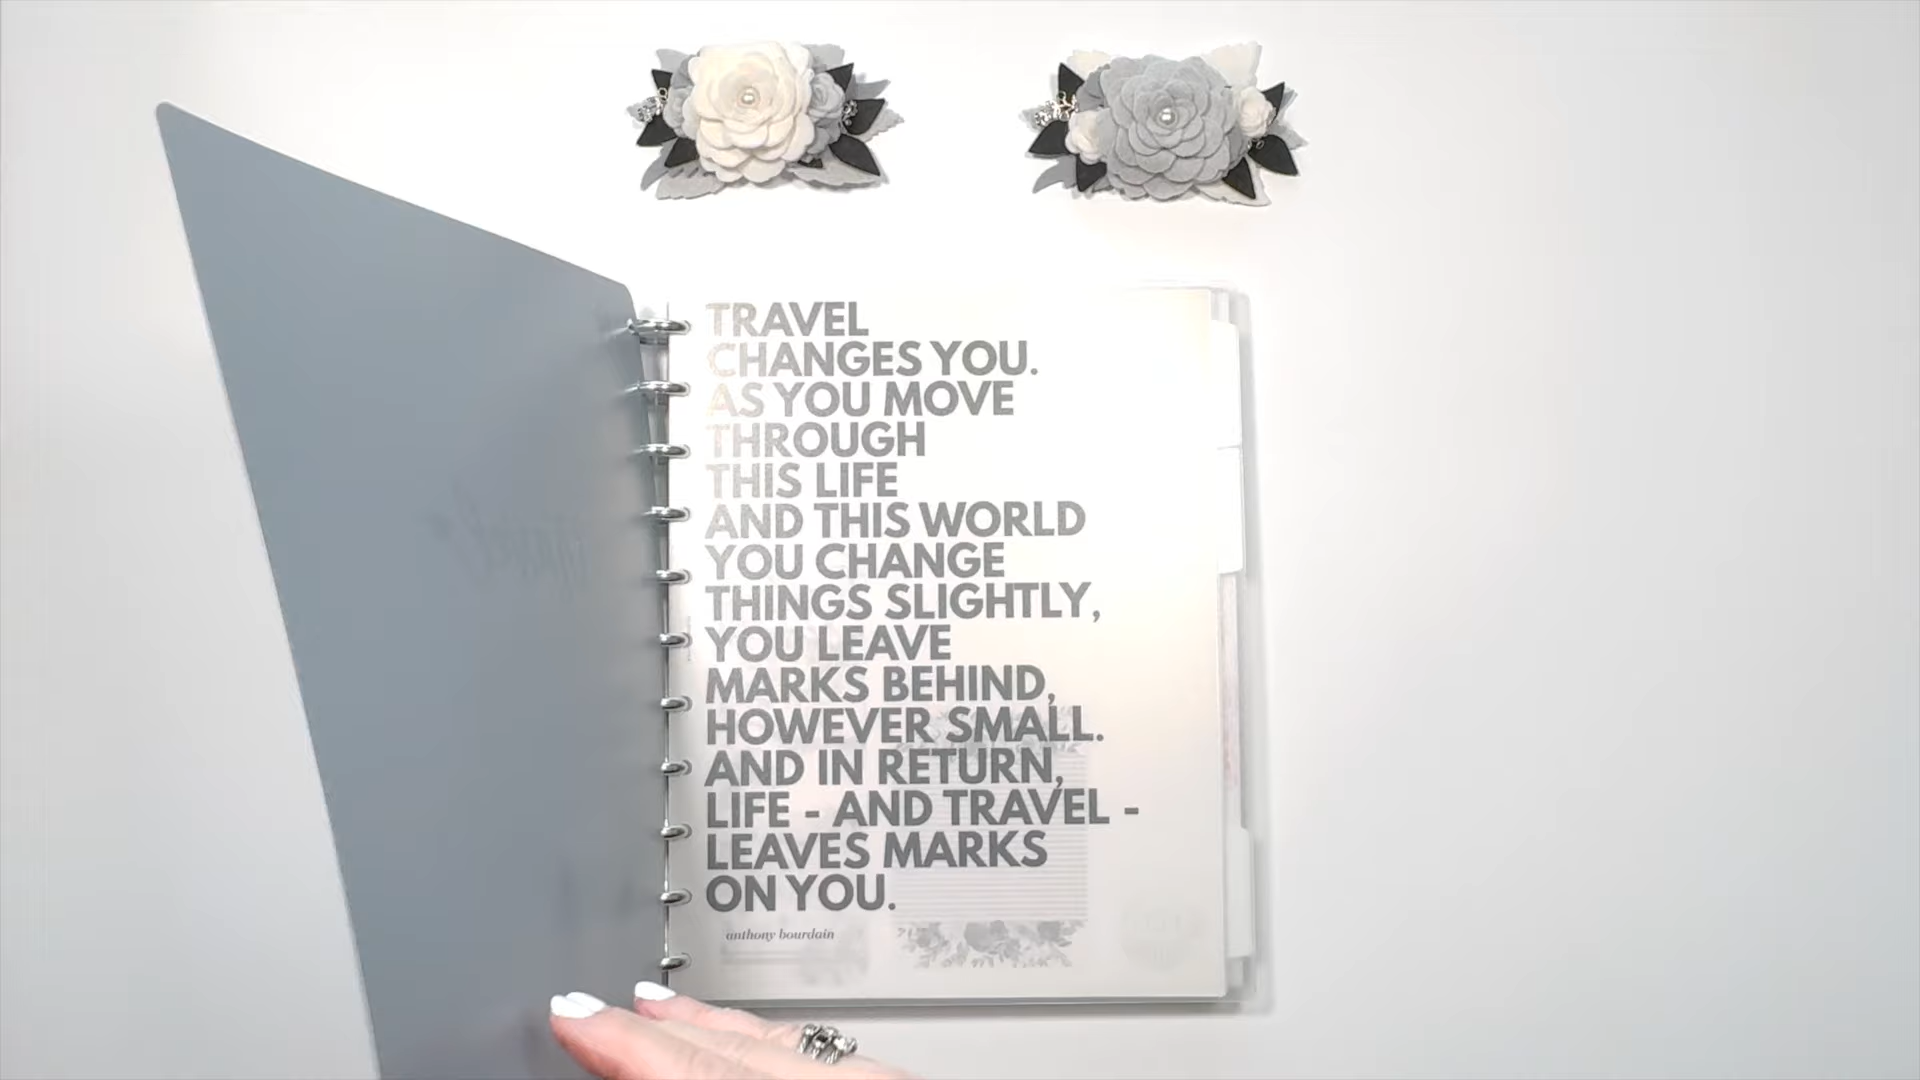 TRAVEL
CHANGES YOU.
AS YOU MOVE
THROUGH
THIS LIFE
AND THIS WORLD
YOU CHANGE
THINGS SLIGHTLY,
YOU LEAVE
MARKS BEHIND,
HOWEVER SMALL.
AND IN RETURN,
LIFE - AND TRAVEL -
LEAVES MARKS
ON YOU.
anthony bourdain